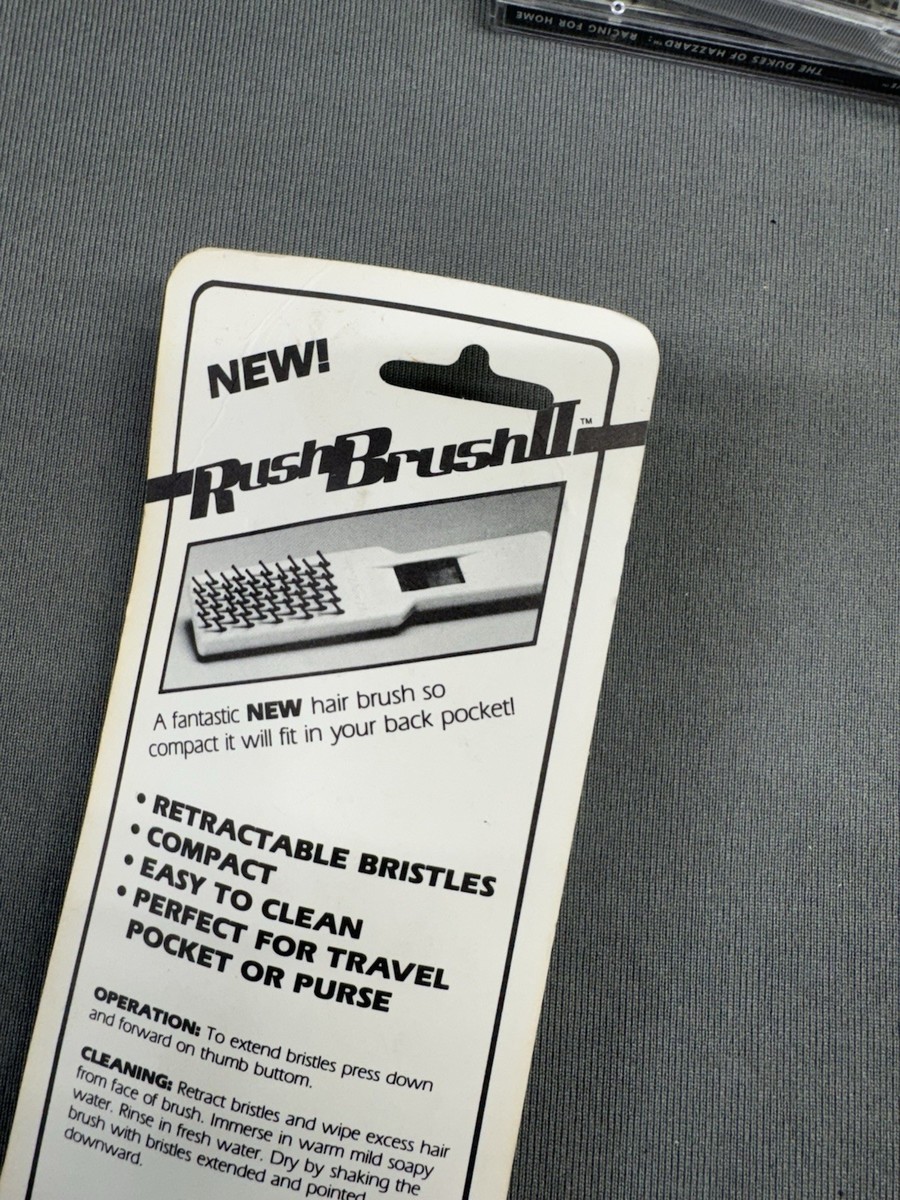 THE DUKES OF HAZZARD™: RACING FOR HOME
NEW!
RushBrushII™
A fantastic NEW hair brush so
compact it will fit in your back pocket!
• RETRACTABLE BRISTLES
• COMPACT
• EASY TO CLEAN
• PERFECT FOR TRAVEL
POCKET OR PURSE
OPERATION: To extend bristles press down
and forward on thumb buttom.
CLEANING: Retract bristles and wipe excess hair
from face of brush. Immerse in warm mild soapy
water. Rinse in fresh water. Dry by shaking the
brush with bristles extended and pointed
downward.